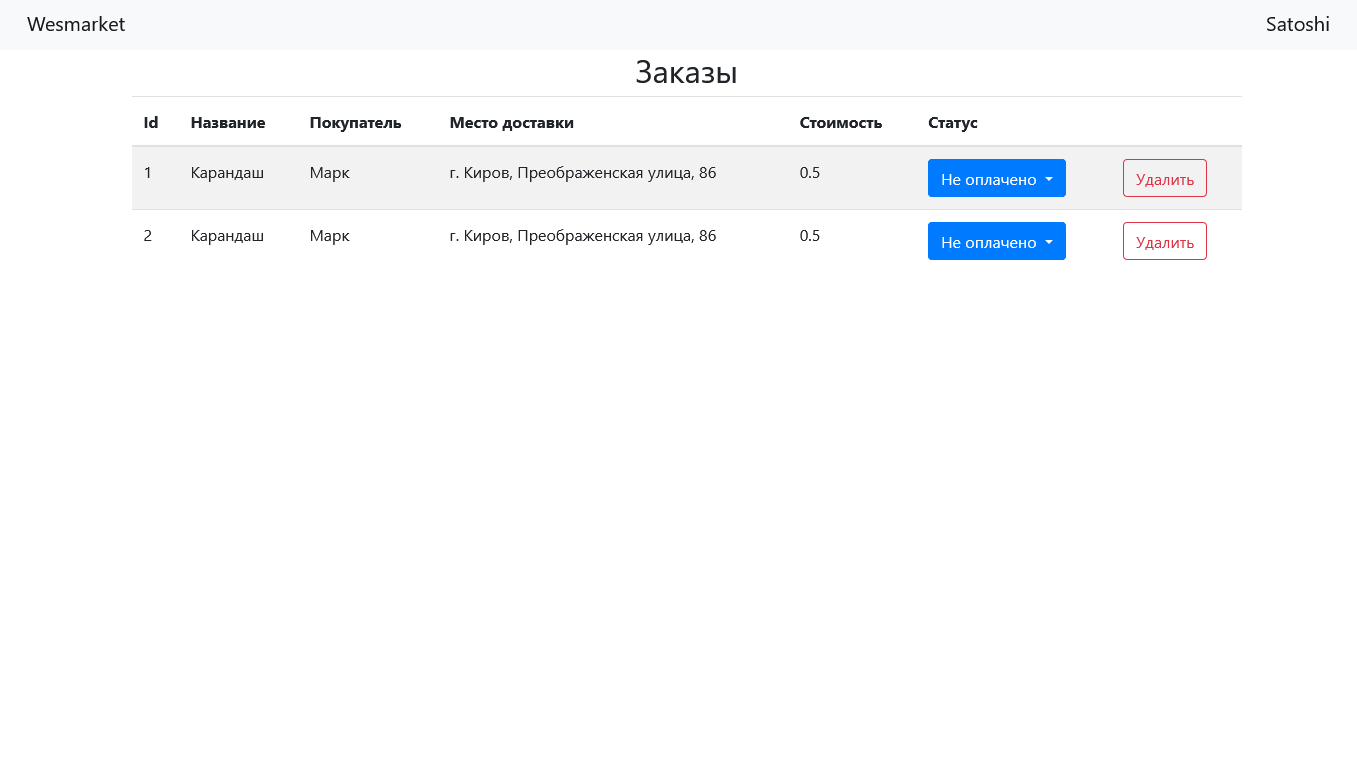 Wesmarket Satoshi
Заказы
Id Название Покупатель Место доставки Стоимость Статус
1 Карандаш Марк г. Киров, Преображенская улица, 86 0.5 Не оплачено Удалить
2 Карандаш Марк г. Киров, Преображенская улица, 86 0.5 Не оплачено Удалить